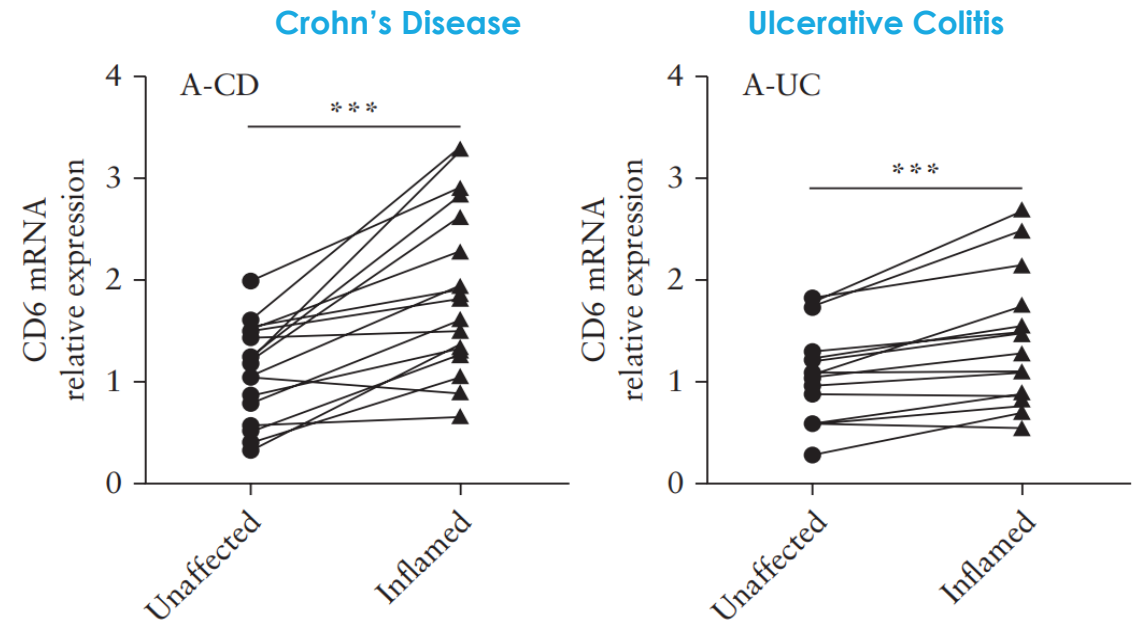 Crohn's Disease
Ulcerative Colitis
A-CD
***
CD6 mRNA
relative expression
4
3
2
1
0
Unaffected
Inflamed
A-UC
***
CD6 mRNA
relative expression
4
3
2
1
0
Unaffected
Inflamed